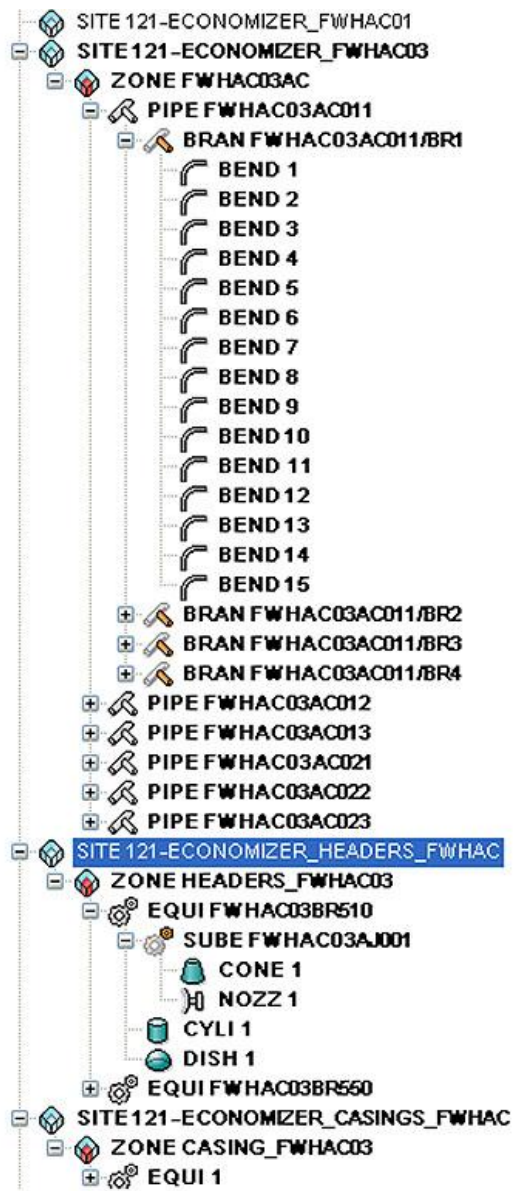 SITE 121-ECONOMIZER_FWHAC01
SITE 121-ECONOMIZER_FWHAC03
ZONE FWHAC03AC
PIPE FWHAC03AC011
BRAN FWHAC03AC011/BR1
BEND 1
BEND 2
BEND 3
BEND 4
BEND 5
BEND 6
BEND 7
BEND 8
BEND 9
BEND 10
BEND 11
BEND 12
BEND 13
BEND 14
BEND 15
BRAN FWHAC03AC011/BR2
BRAN FWHAC03AC011/BR3
BRAN FWHAC03AC011/BR4
PIPE FWHAC03AC012
PIPE FWHAC03AC013
PIPE FWHAC03AC021
PIPE FWHAC03AC022
PIPE FWHAC03AC023
SITE 121-ECONOMIZER_HEADERS_FWHAC
ZONE HEADERS_FWHAC03
EQUI FWHAC03BR510
SUBE FWHAC03AJ001
CONE 1
NOZZ 1
CYLI 1
DISH 1
EQUI FWHAC03BR550
SITE 121-ECONOMIZER_CASINGS_FWHAC
ZONE CASING_FWHAC03
EQUI 1